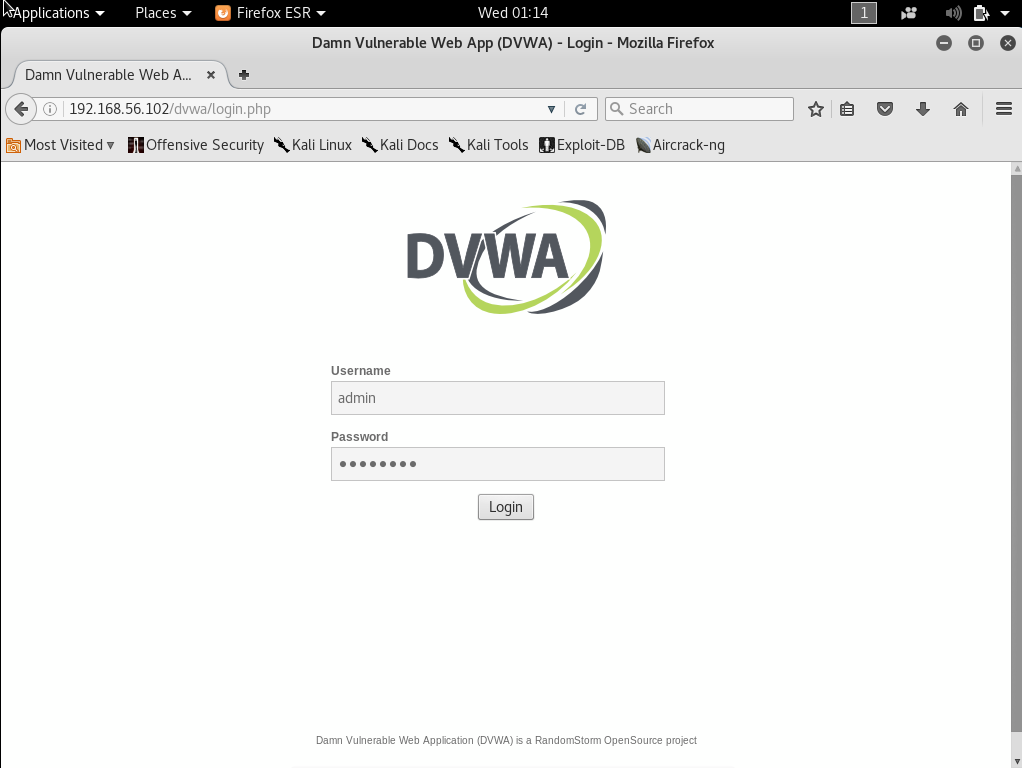 Applications Places Firefox ESR Wed 01:14 1
Damn Vulnerable Web App (DVWA) - Login - Mozilla Firefox
Damn Vulnerable Web A...
192.168.56.102/dvwa/login.php Search
Most Visited Offensive Security Kali Linux Kali Docs Kali Tools Exploit-DB Aircrack-ng
DVWA
Username
admin
Password
••••••••
Login
Damn Vulnerable Web Application (DVWA) is a RandomStorm OpenSource project